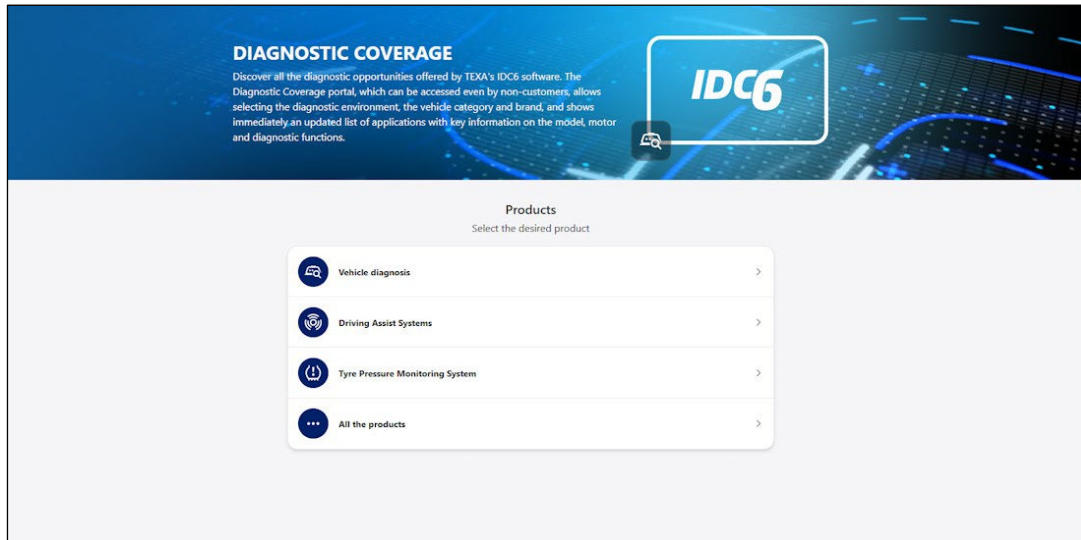 DIAGNOSTIC COVERAGE
Discover all the diagnostic opportunities offered by TEXA's IDC6 software. The
Diagnostic Coverage portal, which can be accessed even by non-customers, allows
selecting the diagnostic environment, the vehicle category and brand, and shows
immediately an updated list of applications with key information on the model, motor
and diagnostic functions.
IDC6
Products
Select the desired product
Vehicle diagnosis
Driving Assist Systems
Tyre Pressure Monitoring System
All the products